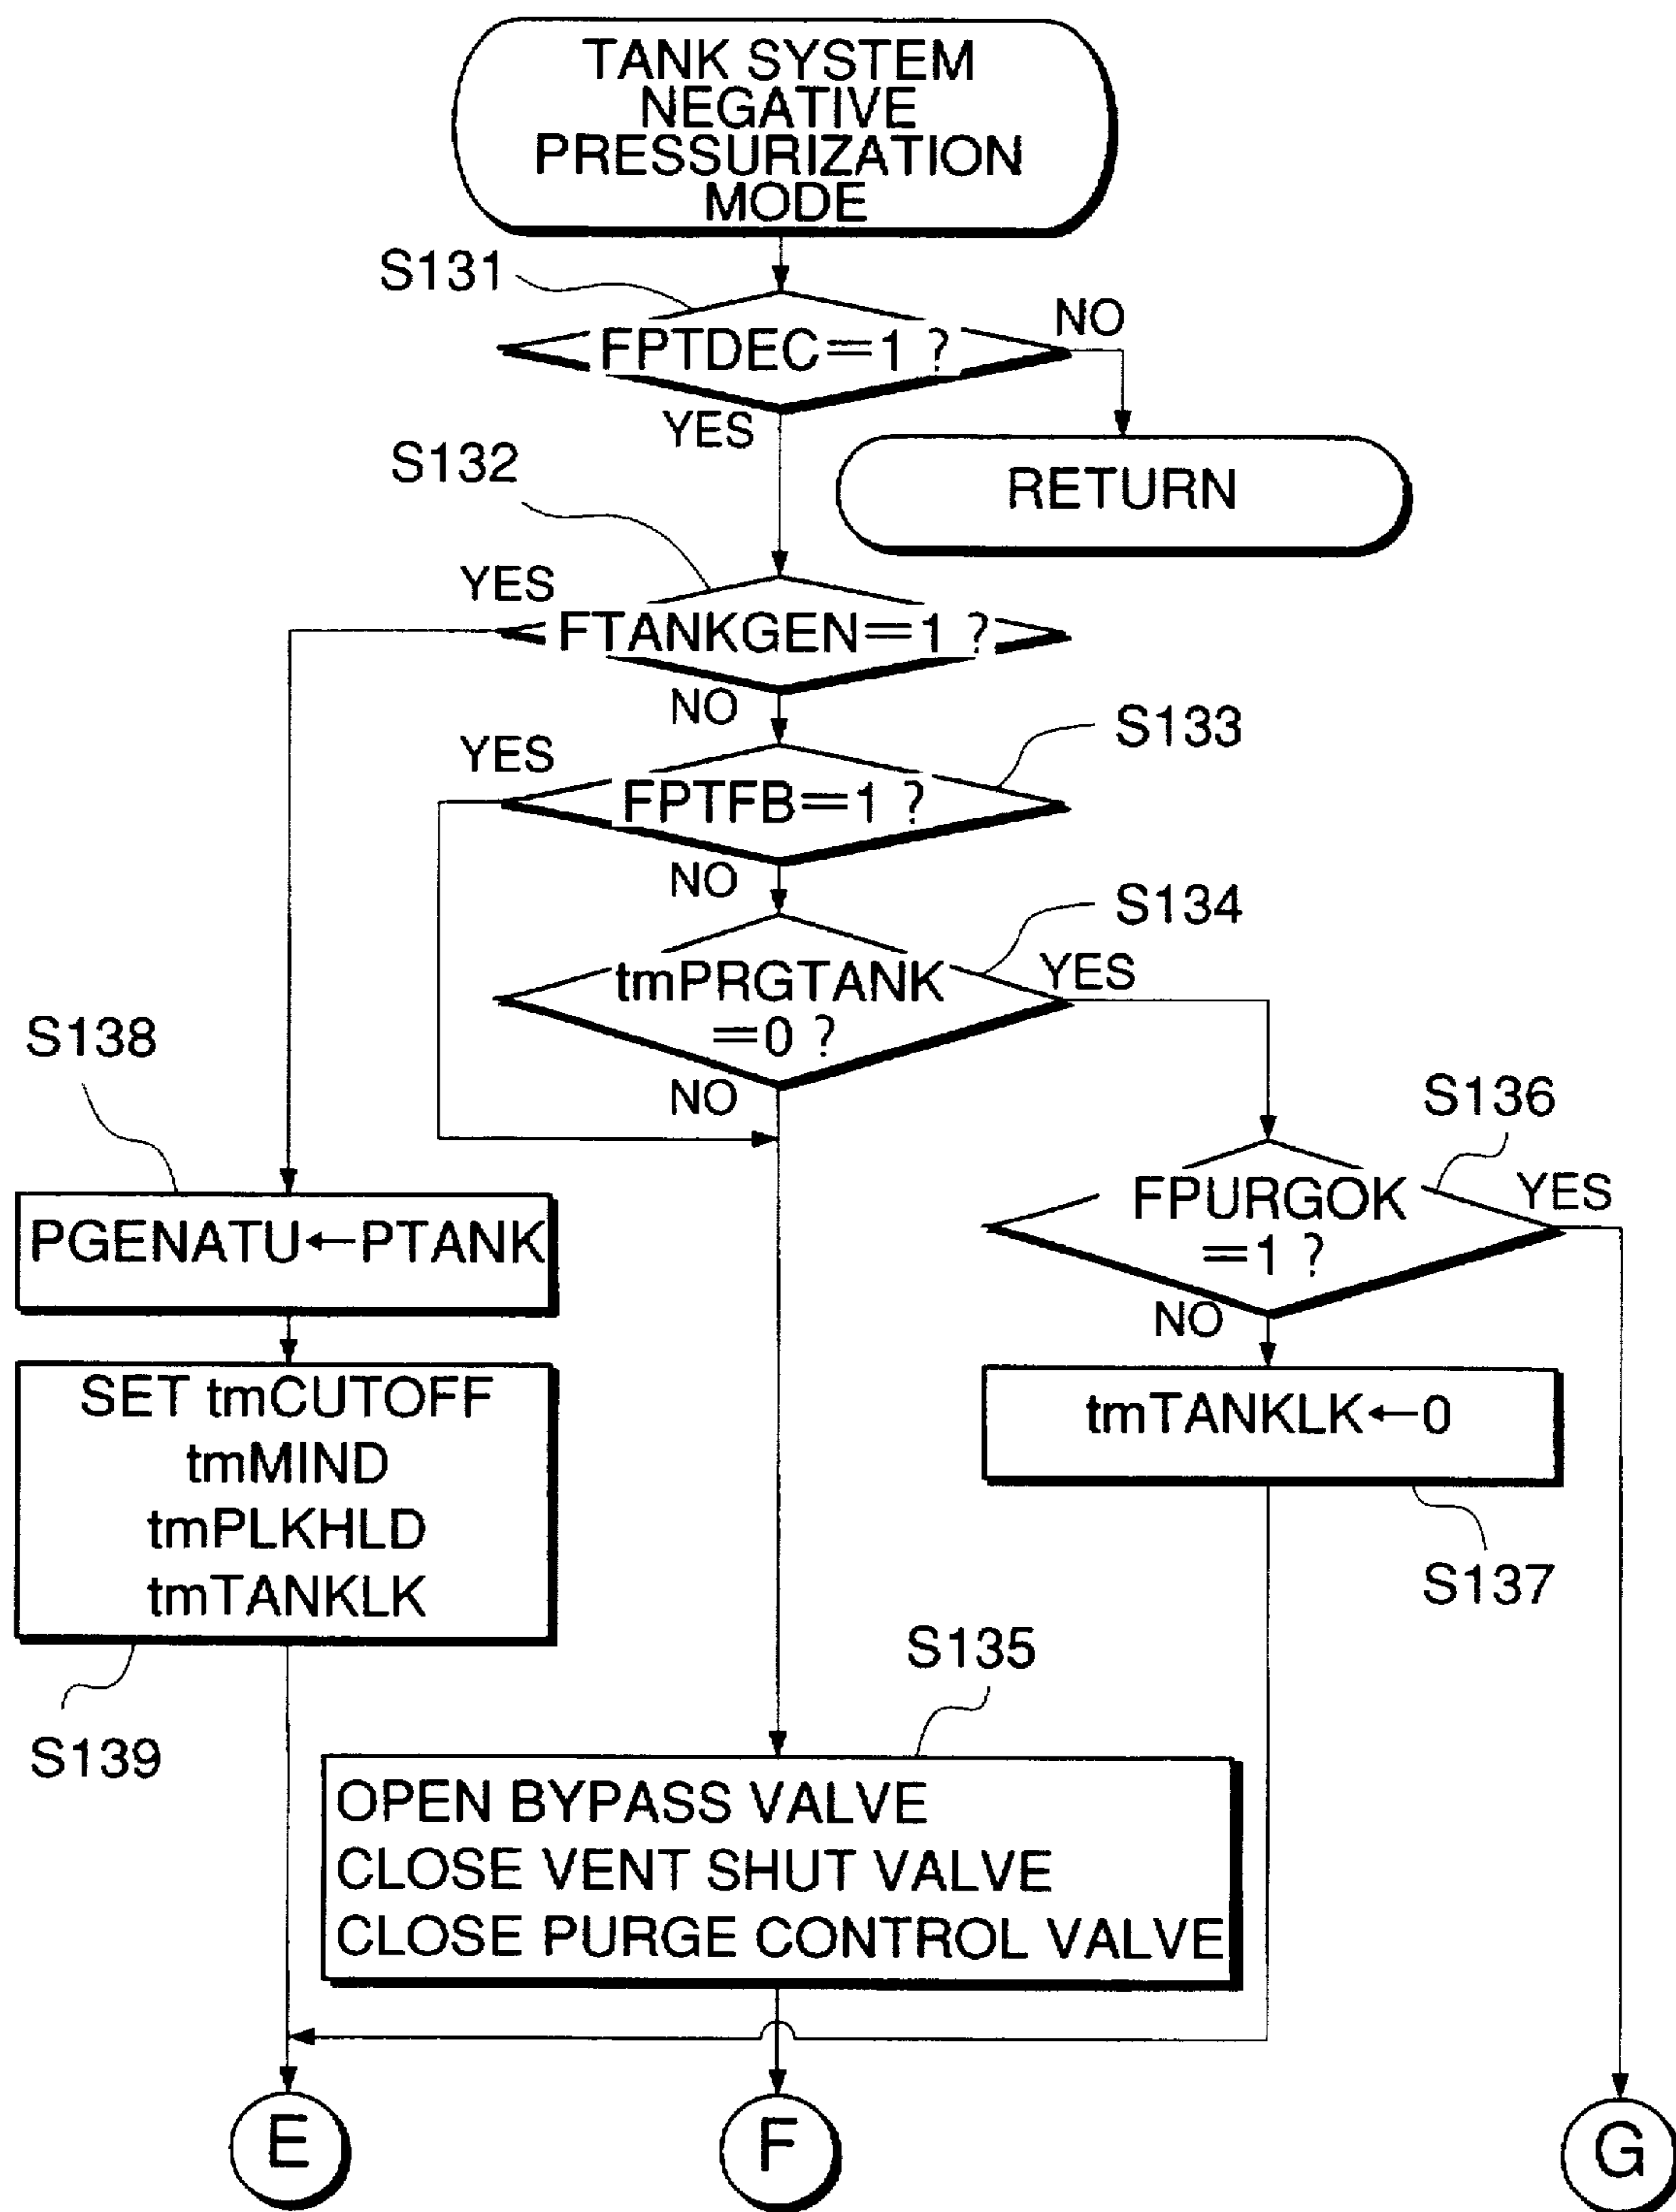 TANK SYSTEM
NEGATIVE
PRESSURIZATION
MODE
S131
FPTDEC=1 ?
NO
YES
RETURN
S132
YES
FTANKGEN=1 ?
NO
S133
YES
FPTFB=1 ?
NO
S134
tmPRGTANK
=0 ?
YES
NO
S138
S136
PGENATU←PTANK
FPURGOK
=1 ?
YES
NO
SET tmCUTOFF
tmMIND
tmPLKHLD
tmTANKLK
tmTANKLK←0
S137
S135
S139
OPEN BYPASS VALVE
CLOSE VENT SHUT VALVE
CLOSE PURGE CONTROL VALVE
E
F
G